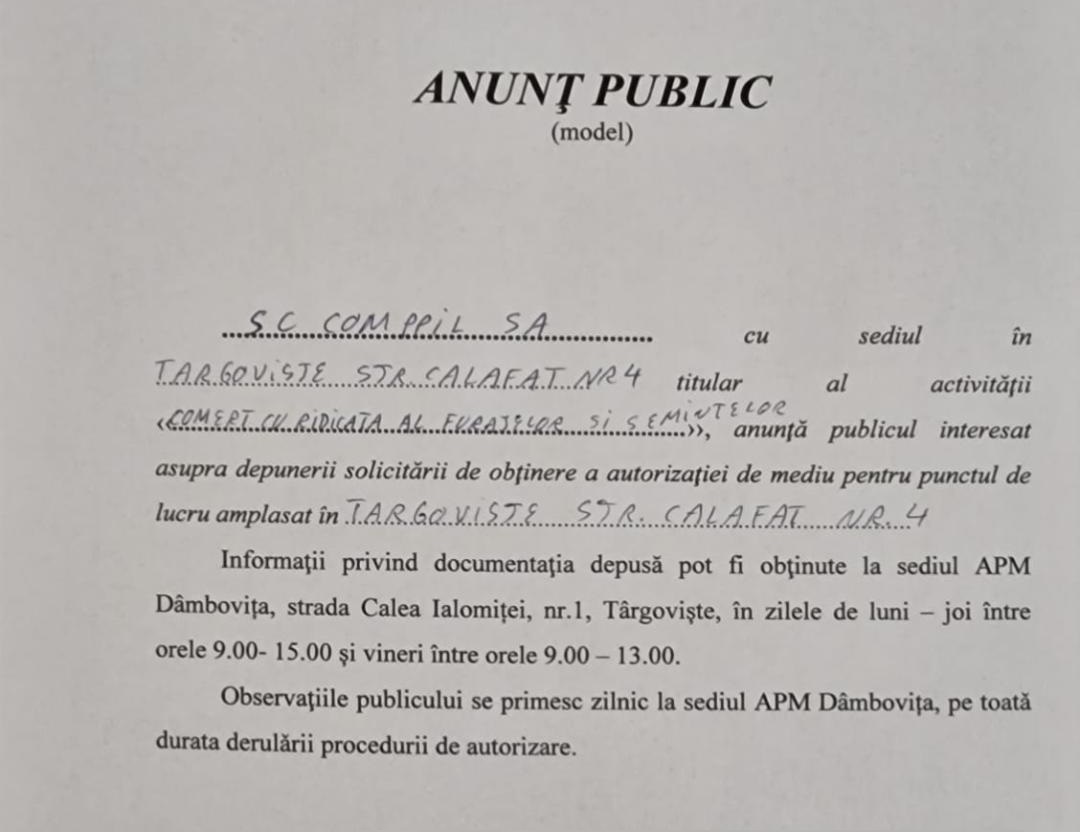 ANUNŢ PUBLIC
(model)
S.C COMPPIL SA cu sediul în
TARGOVISTE STR. CALAFAT NR 4 titular al activităţii
‹‹COMERT CU RIDICATA AL FURAJELOR SI SEMINTELOR››, anunţă publicul interesat
asupra depunerii solicitării de obţinere a autorizaţiei de mediu pentru punctul de
lucru amplasat în TARGOVISTE STR. CALAFAT NR. 4
Informaţii privind documentaţia depusă pot fi obţinute la sediul APM
Dâmboviţa, strada Calea Ialomiţei, nr.1, Târgovişte, în zilele de luni – joi între
orele 9.00- 15.00 şi vineri între orele 9.00 – 13.00.
Observaţiile publicului se primesc zilnic la sediul APM Dâmboviţa, pe toată
durata derulării procedurii de autorizare.